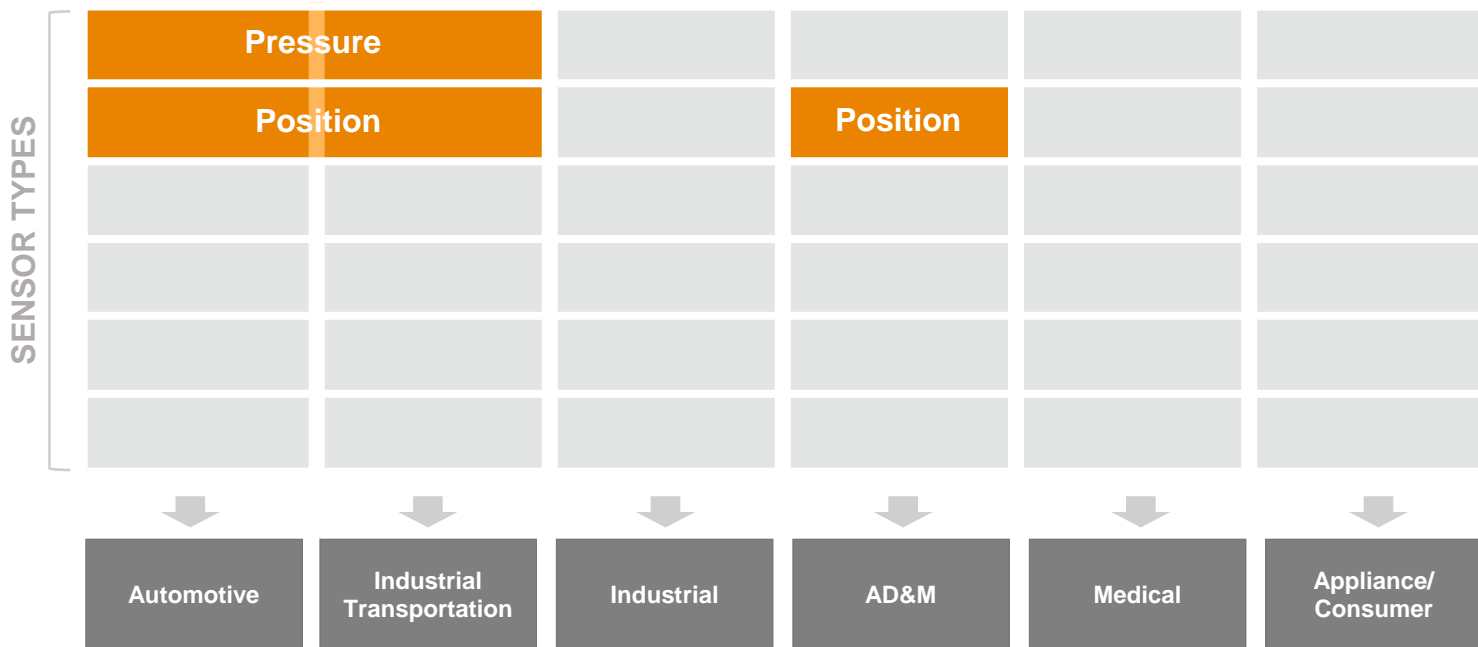 SENSOR TYPES
Pressure
Position
Position
Automotive
Industrial
Transportation
Industrial
AD&M
Medical
Appliance/
Consumer